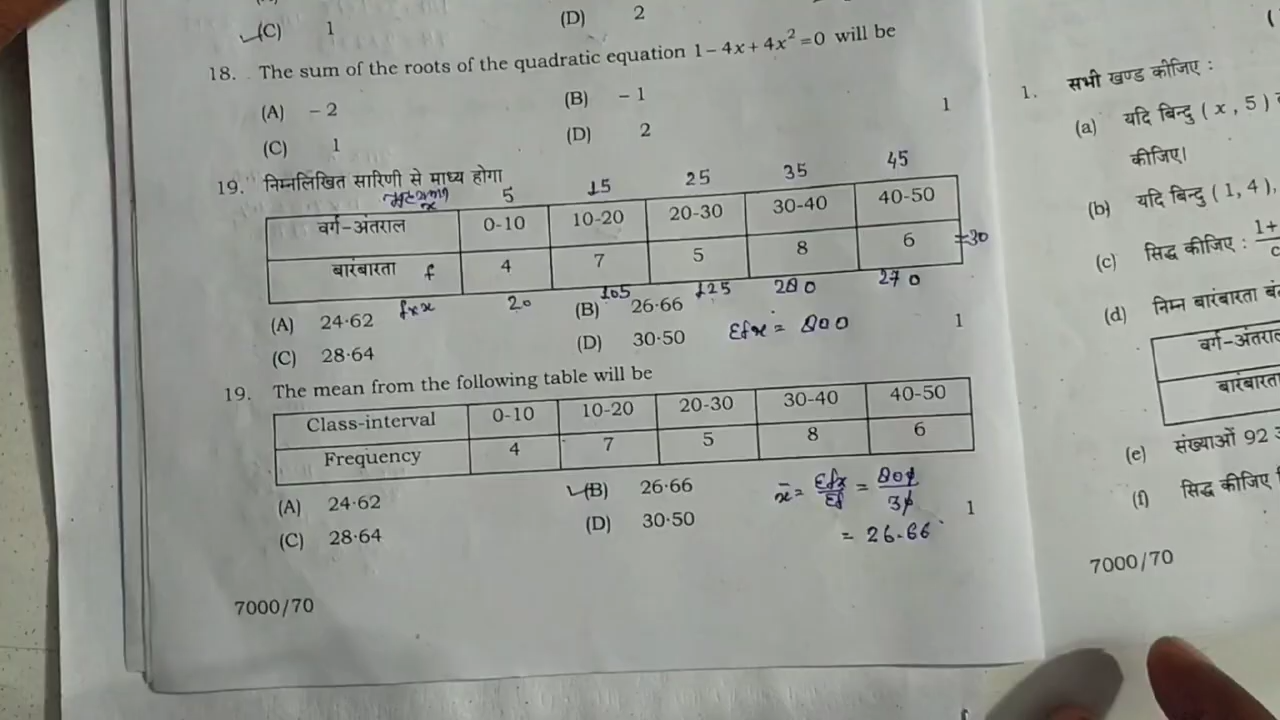 (C) 1 (D) 2
18. The sum of the roots of the quadratic equation 1 – 4x + 4x² = 0 will be
(A) – 2 (B) – 1
(C) 1 (D) 2 1
19. निम्नलिखित सारिणी से माध्य होगा
x 5 15 25 35 45
वर्ग-अंतराल 0-10 10-20 20-30 30-40 40-50
बारंबारता f 4 7 5 8 6 =30
f×x 20 105 125 280 270
(A) 24·62 (B) 26·66
(C) 28·64 (D) 30·50 Σfx = 800 1
19. The mean from the following table will be
Class-interval 0-10 10-20 20-30 30-40 40-50
Frequency 4 7 5 8 6
(A) 24·62 (B) 26·66 x̄ = Σfx/Σf = 800/30
(C) 28·64 (D) 30·50 = 26.66 1
7000/70
1. सभी खण्ड कीजिए :
(a) यदि बिन्दु ( x , 5 )
कीजिए।
(b) यदि बिन्दु ( 1, 4 ),
(c) सिद्ध कीजिए : 1+
(d) निम्न बारंबारता
वर्ग-अंतराल
बारंबारता
(e) संख्याओं 92
(f) सिद्ध कीजिए
7000/70